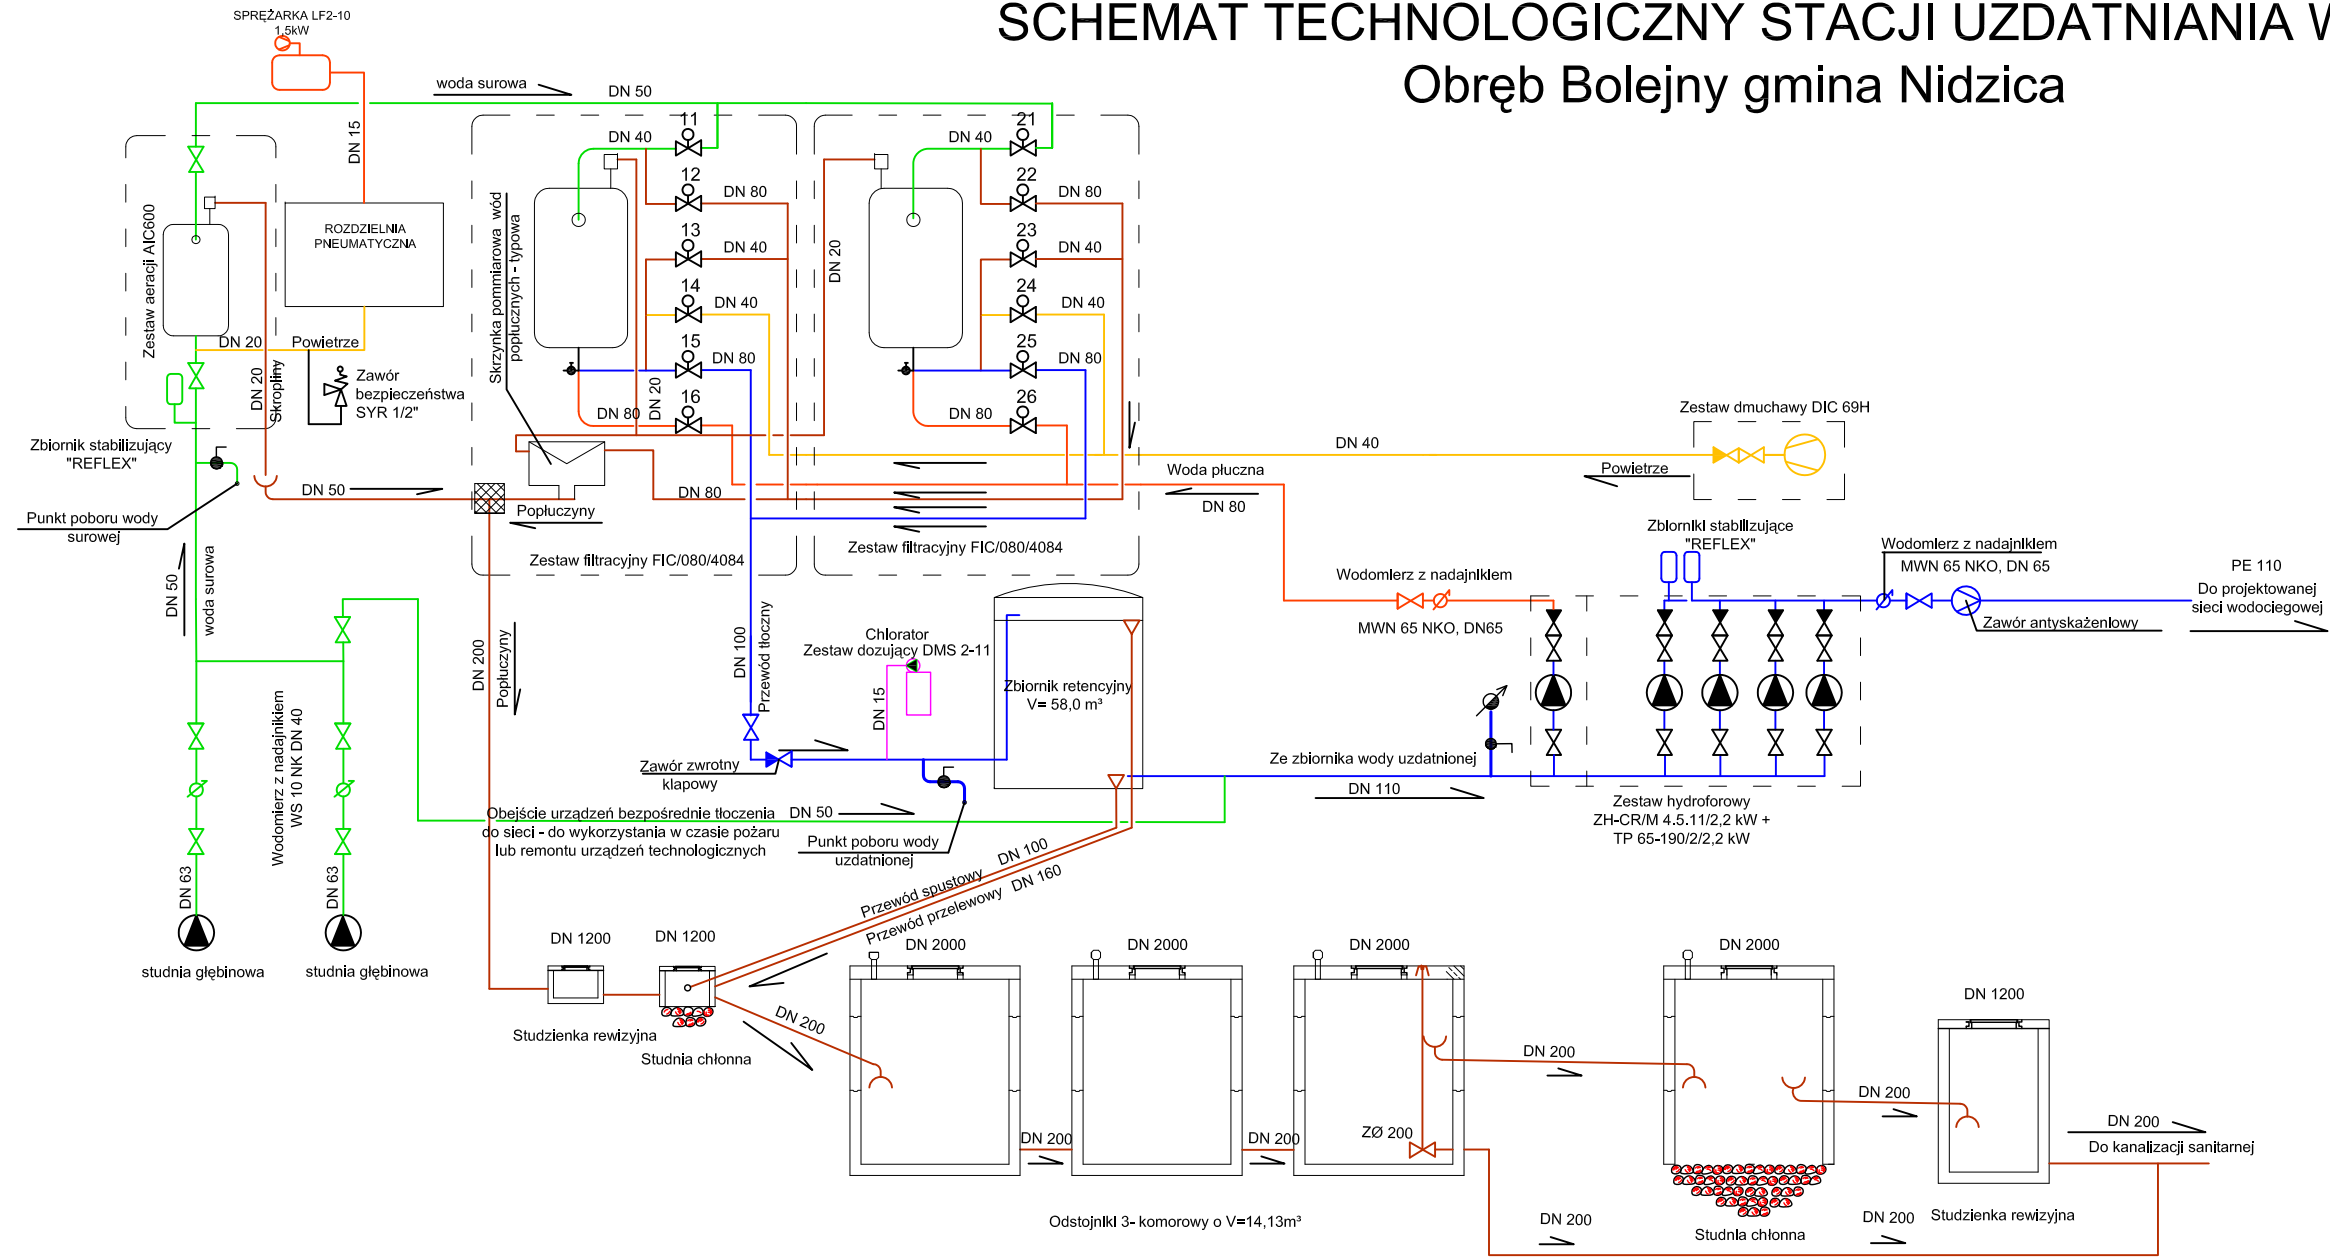 SCHEMAT TECHNOLOGICZNY STACJI UZDATNIANIA
Obręb Bolejny gmina Nidzica
SPRĘŻARKA LF2-10
1,5kW
DN 15
woda surowa
DN 50
Zestaw aeracji AIC600
ROZDZIELNIA
PNEUMATYCZNA
DN 20
Powietrze
DN 20
Skropliny
Zawór
bezpieczeństwa
SYR 1/2"
Zbiornik stabilizujący
"REFLEX"
Punkt poboru wody
surowej
DN 50
DN 50
woda surowa
Skrzynka pommiarowa wód
popłucznych - typowa
DN 40
11
12
DN 80
13
DN 40
14
DN 40
15
DN 80
16
DN 80
DN 20
DN 20
DN 40
21
22
DN 80
23
DN 40
24
DN 40
25
DN 80
26
DN 80
DN 80
Popłuczyny
Zestaw filtracyjny FIC/080/4084
Zestaw filtracyjny FIC/080/4084
Woda płuczna
DN 80
DN 40
Zestaw dmuchawy DIC 69H
Powietrze
Zbiorniki stabilizujące
"REFLEX"
Wodomierz z nadajnikiem
MWN 65 NKO, DN 65
PE 110
Do projektowanej
sieci wodociegowej
Zawór antyskażeniowy
Wodomierz z nadajnikiem
MWN 65 NKO, DN65
DN 200
Popłuczyny
DN 100
Przewód tłoczny
Chlorator
Zestaw dozujący DMS 2-11
DN 15
Zbiornik retencyjny
V= 58,0 m³
Zawór zwrotny
klapowy
Ze zbiornika wody uzdatnionej
DN 110
Zestaw hydroforowy
ZH-CR/M 4.5.11/2,2 kW +
TP 65-190/2/2,2 kW
Wodomierz z nadajnikiem
WS 10 NK DN 40
Obejście urządzeń bezpośrednie tłoczenia
do sieci - do wykorzystania w czasie pożaru
lub remontu urządzeń technologicznych
DN 50
Punkt poboru wody
uzdatnionej
DN 63
DN 63
studnia głębinowa
studnia głębinowa
Przewód spustowy
DN 100
Przewód przelewowy
DN 160
DN 1200
DN 1200
Studzienka rewizyjna
Studnia chłonna
DN 200
DN 2000
DN 2000
DN 2000
DN 2000
DN 1200
DN 200
DN 200
ZØ 200
DN 200
DN 200
DN 200
Do kanalizacji sanitarnej
Odstojniki 3- komorowy o V=14,13m³
DN 200
DN 200
Studnia chłonna
Studzienka rewizyjna